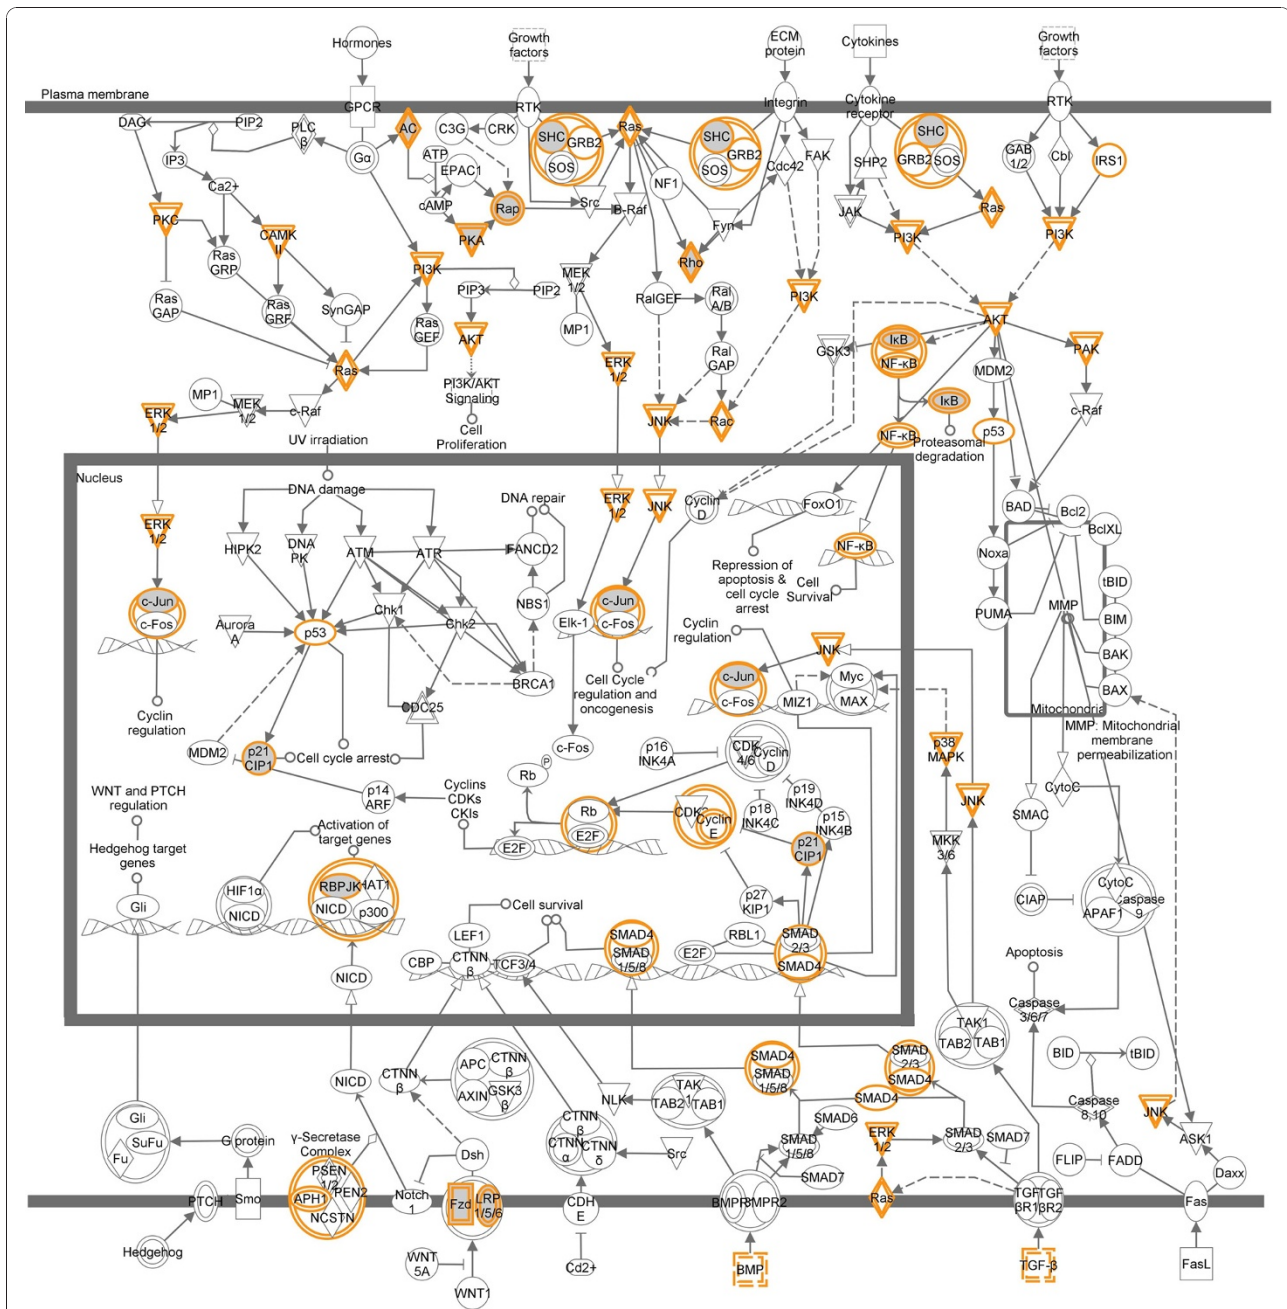 Hormones
Growth
factors
ECM
protein
Cytokines
Growth
factors
Plasma membrane
GPCR
RTK
Integrin
Cytokine
receptor
RTK
DAG
PIP2
PLC
β
AC
C3G
CRK
SHC
GRB2
SOS
Ras
SHC
GRB2
SOS
FAK
SHC
GRB2
SOS
GAB
1/2
Cbl
IRS1
IP3
Gα
ATP
EPAC1
cAMP
Cdc42
SHP2
Ca2+
NF1
PKC
CAMK
II
Rap
Src
B-Raf
Fyn
JAK
Ras
PKA
PI3K
PI3K
Ras
GRP
PI3K
MEK
1/2
Rho
PIP3
PIP2
RalGEF
Ral
A/B
PI3K
Ras
GAP
Ras
GRF
SynGAP
Ras
GEF
AKT
MP1
AKT
GSK3
IκB
NF-κB
PAK
Ras
ERK
1/2
Ral
GAP
MDM2
PI3K/AKT
Signaling
MP1
MEK
1/2
c-Raf
IκB
c-Raf
ERK
1/2
JNK
Rac
Cell
Proliferation
NF-κB
Proteasomal
degradation
p53
UV irradiation
Nucleus
DNA damage
DNA repair
ERK
1/2
JNK
Cyclin
D
FoxO1
BAD
Bcl2
BclXL
ERK
1/2
HIPK2
DNA
PK
ATM
ATR
FANCD2
NF-κB
Noxa
Repression of
apoptosis &
cell cycle
arrest
Cell
Survival
tBID
c-Jun
c-Fos
Chk1
Chk2
NBS1
c-Jun
c-Fos
Elk-1
PUMA
MMP
BIM
Aurora
A
p53
Cyclin
regulation
JNK
BAK
BRCA1
Cell Cycle
regulation and
oncogenesis
c-Jun
c-Fos
MIZ1
Myc
MAX
BAX
Cyclin
regulation
CDC25
Mitochondria
MMP: Mitochondrial
membrane
permeabilization
MDM2
p21
CIP1
Cell cycle arrest
c-Fos
p16
INK4A
CDK
4/6
Cyclin
D
p38
MAPK
Rb
P
WNT and PTCH
regulation
p14
ARF
Cyclins
CDKs
CKIs
p19
INK4D
p18
INK4C
p15
INK4B
JNK
CytoC
SMAC
Rb
E2F
CDK2
Cyclin
E
Activation of
target genes
E2F
p21
CIP1
MKK
3/6
Hedgehog target
genes
HIF1α
NICD
RBPJK
HAT1
NICD
p300
CytoC
Caspase
9
APAF1
CIAP
Gli
p27
KIP1
Cell survival
LEF1
SMAD4
SMAD
1/5/8
RBL1
SMAD
2/3
SMAD4
E2F
Apoptosis
CBP
CTNN
β
TCF3/4
NICD
Caspase
3/6/7
TAK1
TAB2
TAB1
NICD
CTNN
β
APC
CTNN
β
AXIN
GSK3
β
SMAD4
SMAD
1/5/8
SMAD
2/3
SMAD4
BID
tBID
NLK
TAK
1
TAB2
TAB1
SMAD4
Caspase
8,10
JNK
Gli
SuFu
Fu
G protein
γ-Secretase
Complex
CTNN
β
CTNN
α
CTNN
δ
SMAD6
SMAD
1/5/8
ERK
1/2
SMAD
2/3
SMAD7
ASK1
Dsh
Src
PSEN
1/2
PEN2
APH1
NCSTN
SMAD7
FLIP
FADD
Daxx
PTCH
Smo
Notch
1
Fzd
LRP
1/5/6
CDH
E
BMPR1
BMPR2
Ras
TGF
βR1
TGF
βR2
Fas
Hedgehog
WNT
5A
Cd2+
BMP
TGF-β
FasL
WNT1